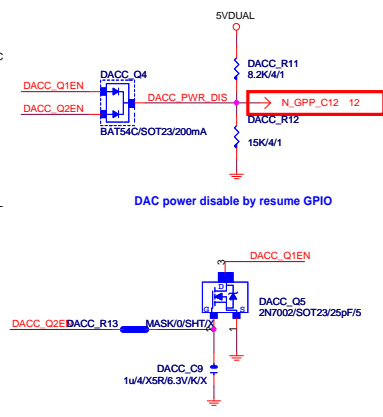 5VDUAL
DACC_R11
8.2K/4/1
DACC_Q4
DACC_Q1EN
DACC_Q2EN
DACC_PWR_DIS
N_GPP_C12 12
BAT54C/SOT23/200mA
DACC_R12
15K/4/1
DAC power disable by resume GPIO
DACC_Q1EN
3
D
G
S
DACC_Q5
2N7002/SOT23/25pF/5
DACC_Q2EN
DACC_R13
MASK/0/SHT/X
2
1
DACC_C9
1u/4/X5R/6.3V/K/X